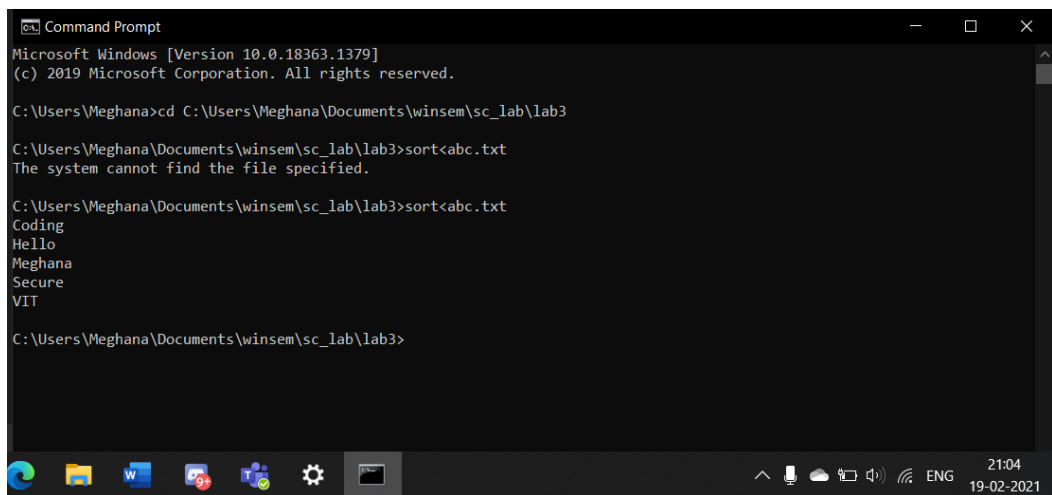 Command Prompt
Microsoft Windows [Version 10.0.18363.1379]
(c) 2019 Microsoft Corporation. All rights reserved.
C:\Users\Meghana>cd C:\Users\Meghana\Documents\winsem\sc_lab\lab3
C:\Users\Meghana\Documents\winsem\sc_lab\lab3>sort<abc.txt
The system cannot find the file specified.
C:\Users\Meghana\Documents\winsem\sc_lab\lab3>sort<abc.txt
Coding
Hello
Meghana
Secure
VIT
C:\Users\Meghana\Documents\winsem\sc_lab\lab3>
W
9+
T
ENG
21:04
19-02-2021